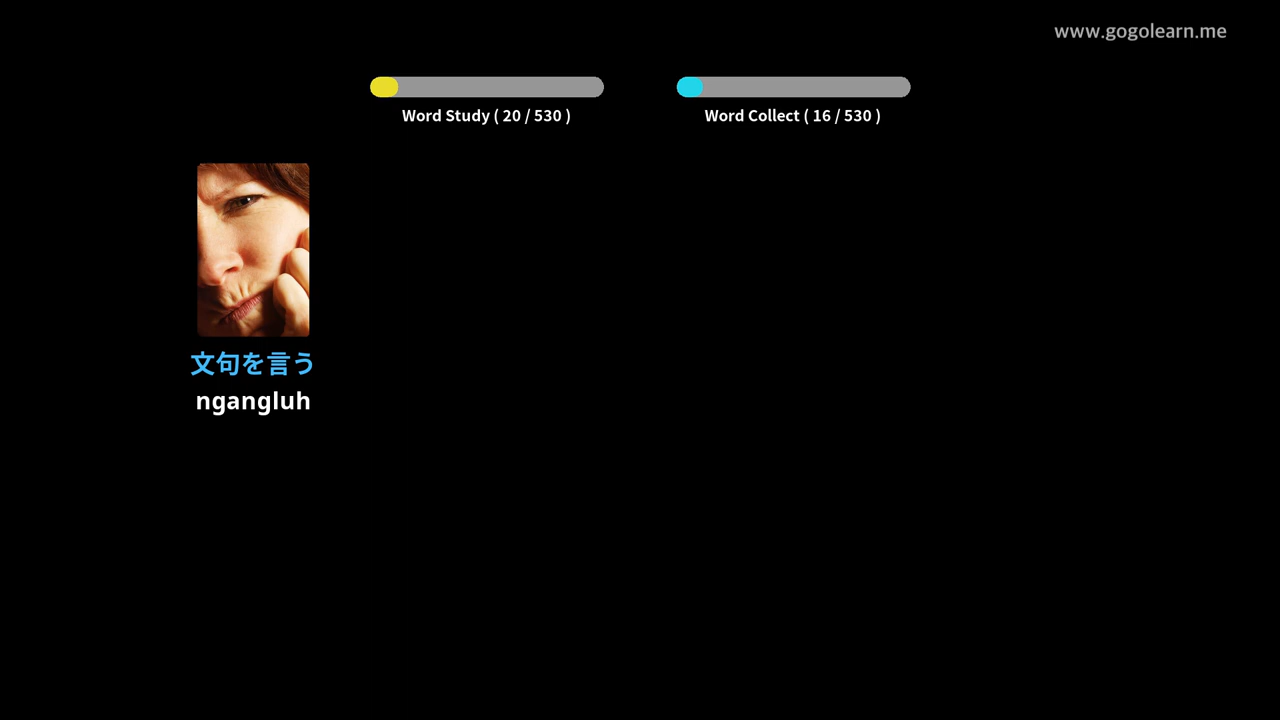 www.gogolearn.me
Word Study ( 20 / 530 )
Word Collect ( 16 / 530 )
文句を言う
ngangluh